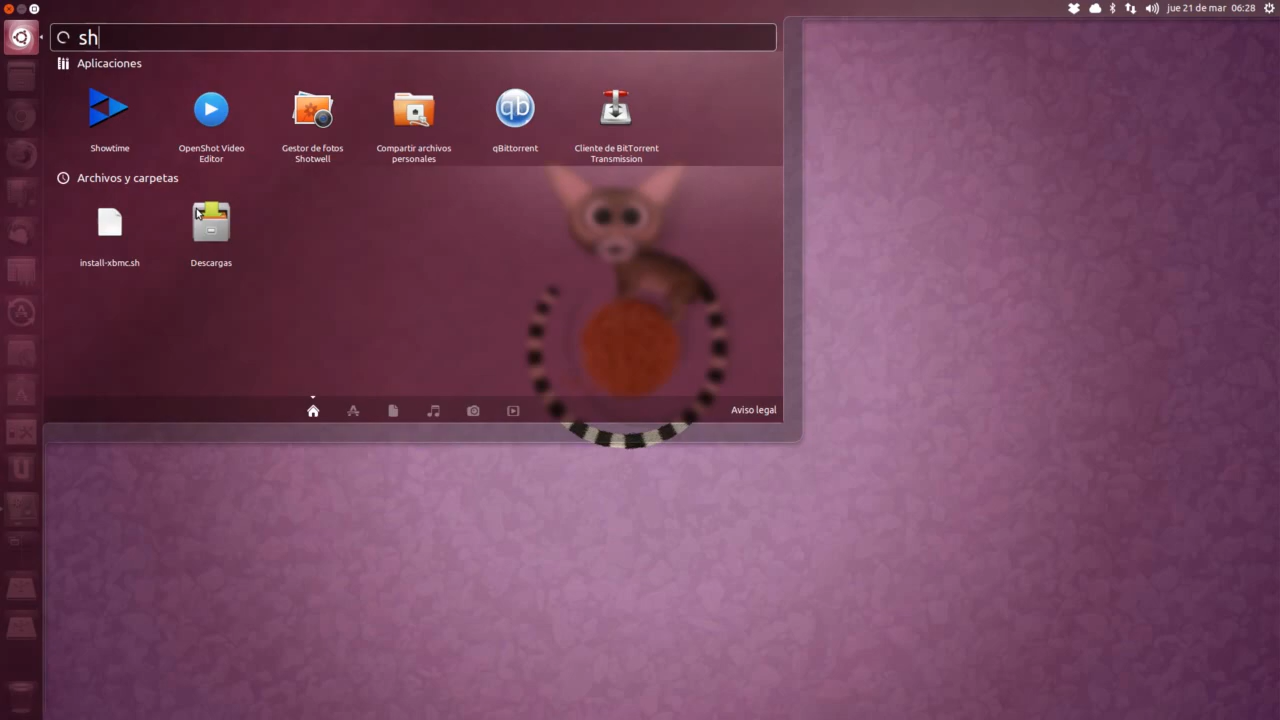 jue 21 de mar 06:28
sh
Aplicaciones
Showtime
OpenShot Video
Editor
Gestor de fotos
Shotwell
Compartir archivos
personales
qBittorrent
Cliente de BitTorrent
Transmission
Archivos y carpetas
install-xbmc.sh
Descargas
Aviso legal